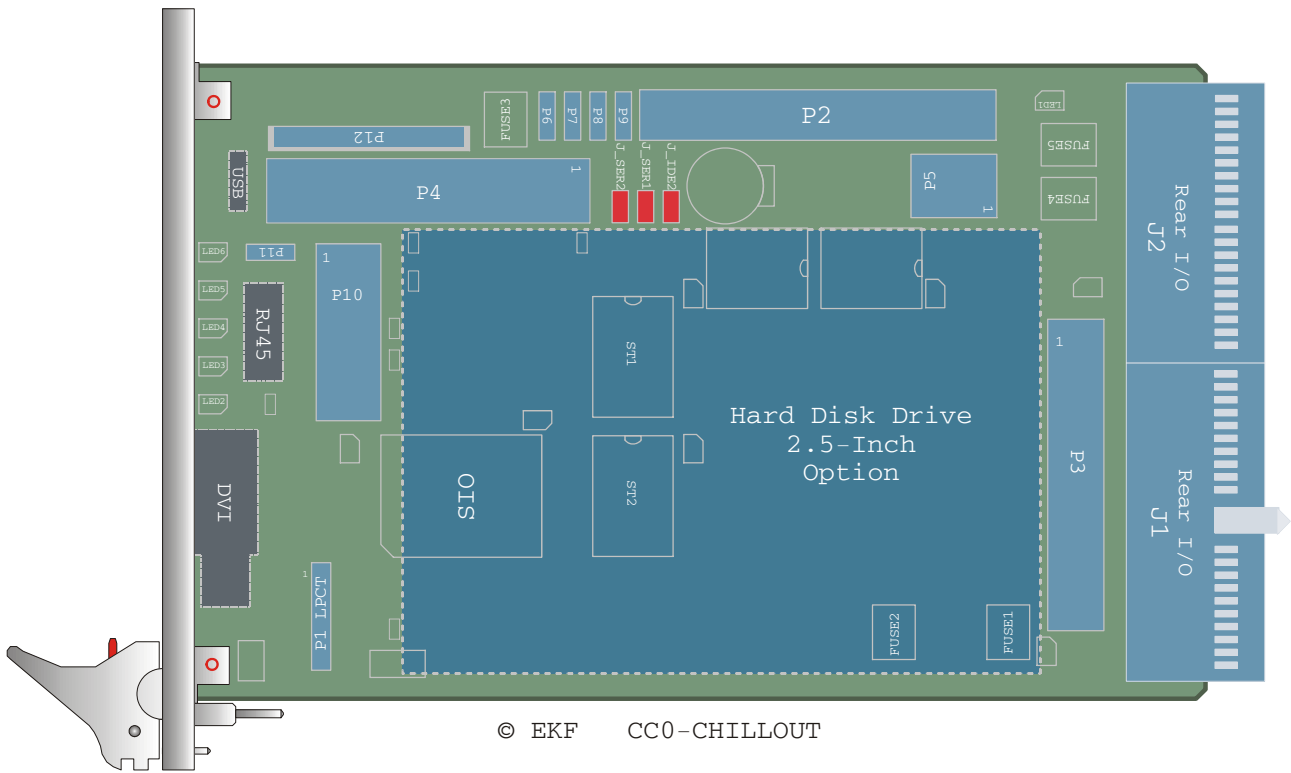 FUSE3
P6
P7
P8
P9
P2
LED1
P12
J_SER2
J_SER1
J_IDE2
FUSE5
USB
P4
1
P5
1
FUSE4
Rear I/O
J2
LED6
P11
1
P10
LED5
RJ45
LED4
LED3
LED2
ST1
1
Hard Disk Drive
2.5-Inch
Option
P3
DVI
SIO
ST2
Rear I/O
J1
1
P1 LPCT
FUSE2
FUSE1
© EKF CC0-CHILLOUT